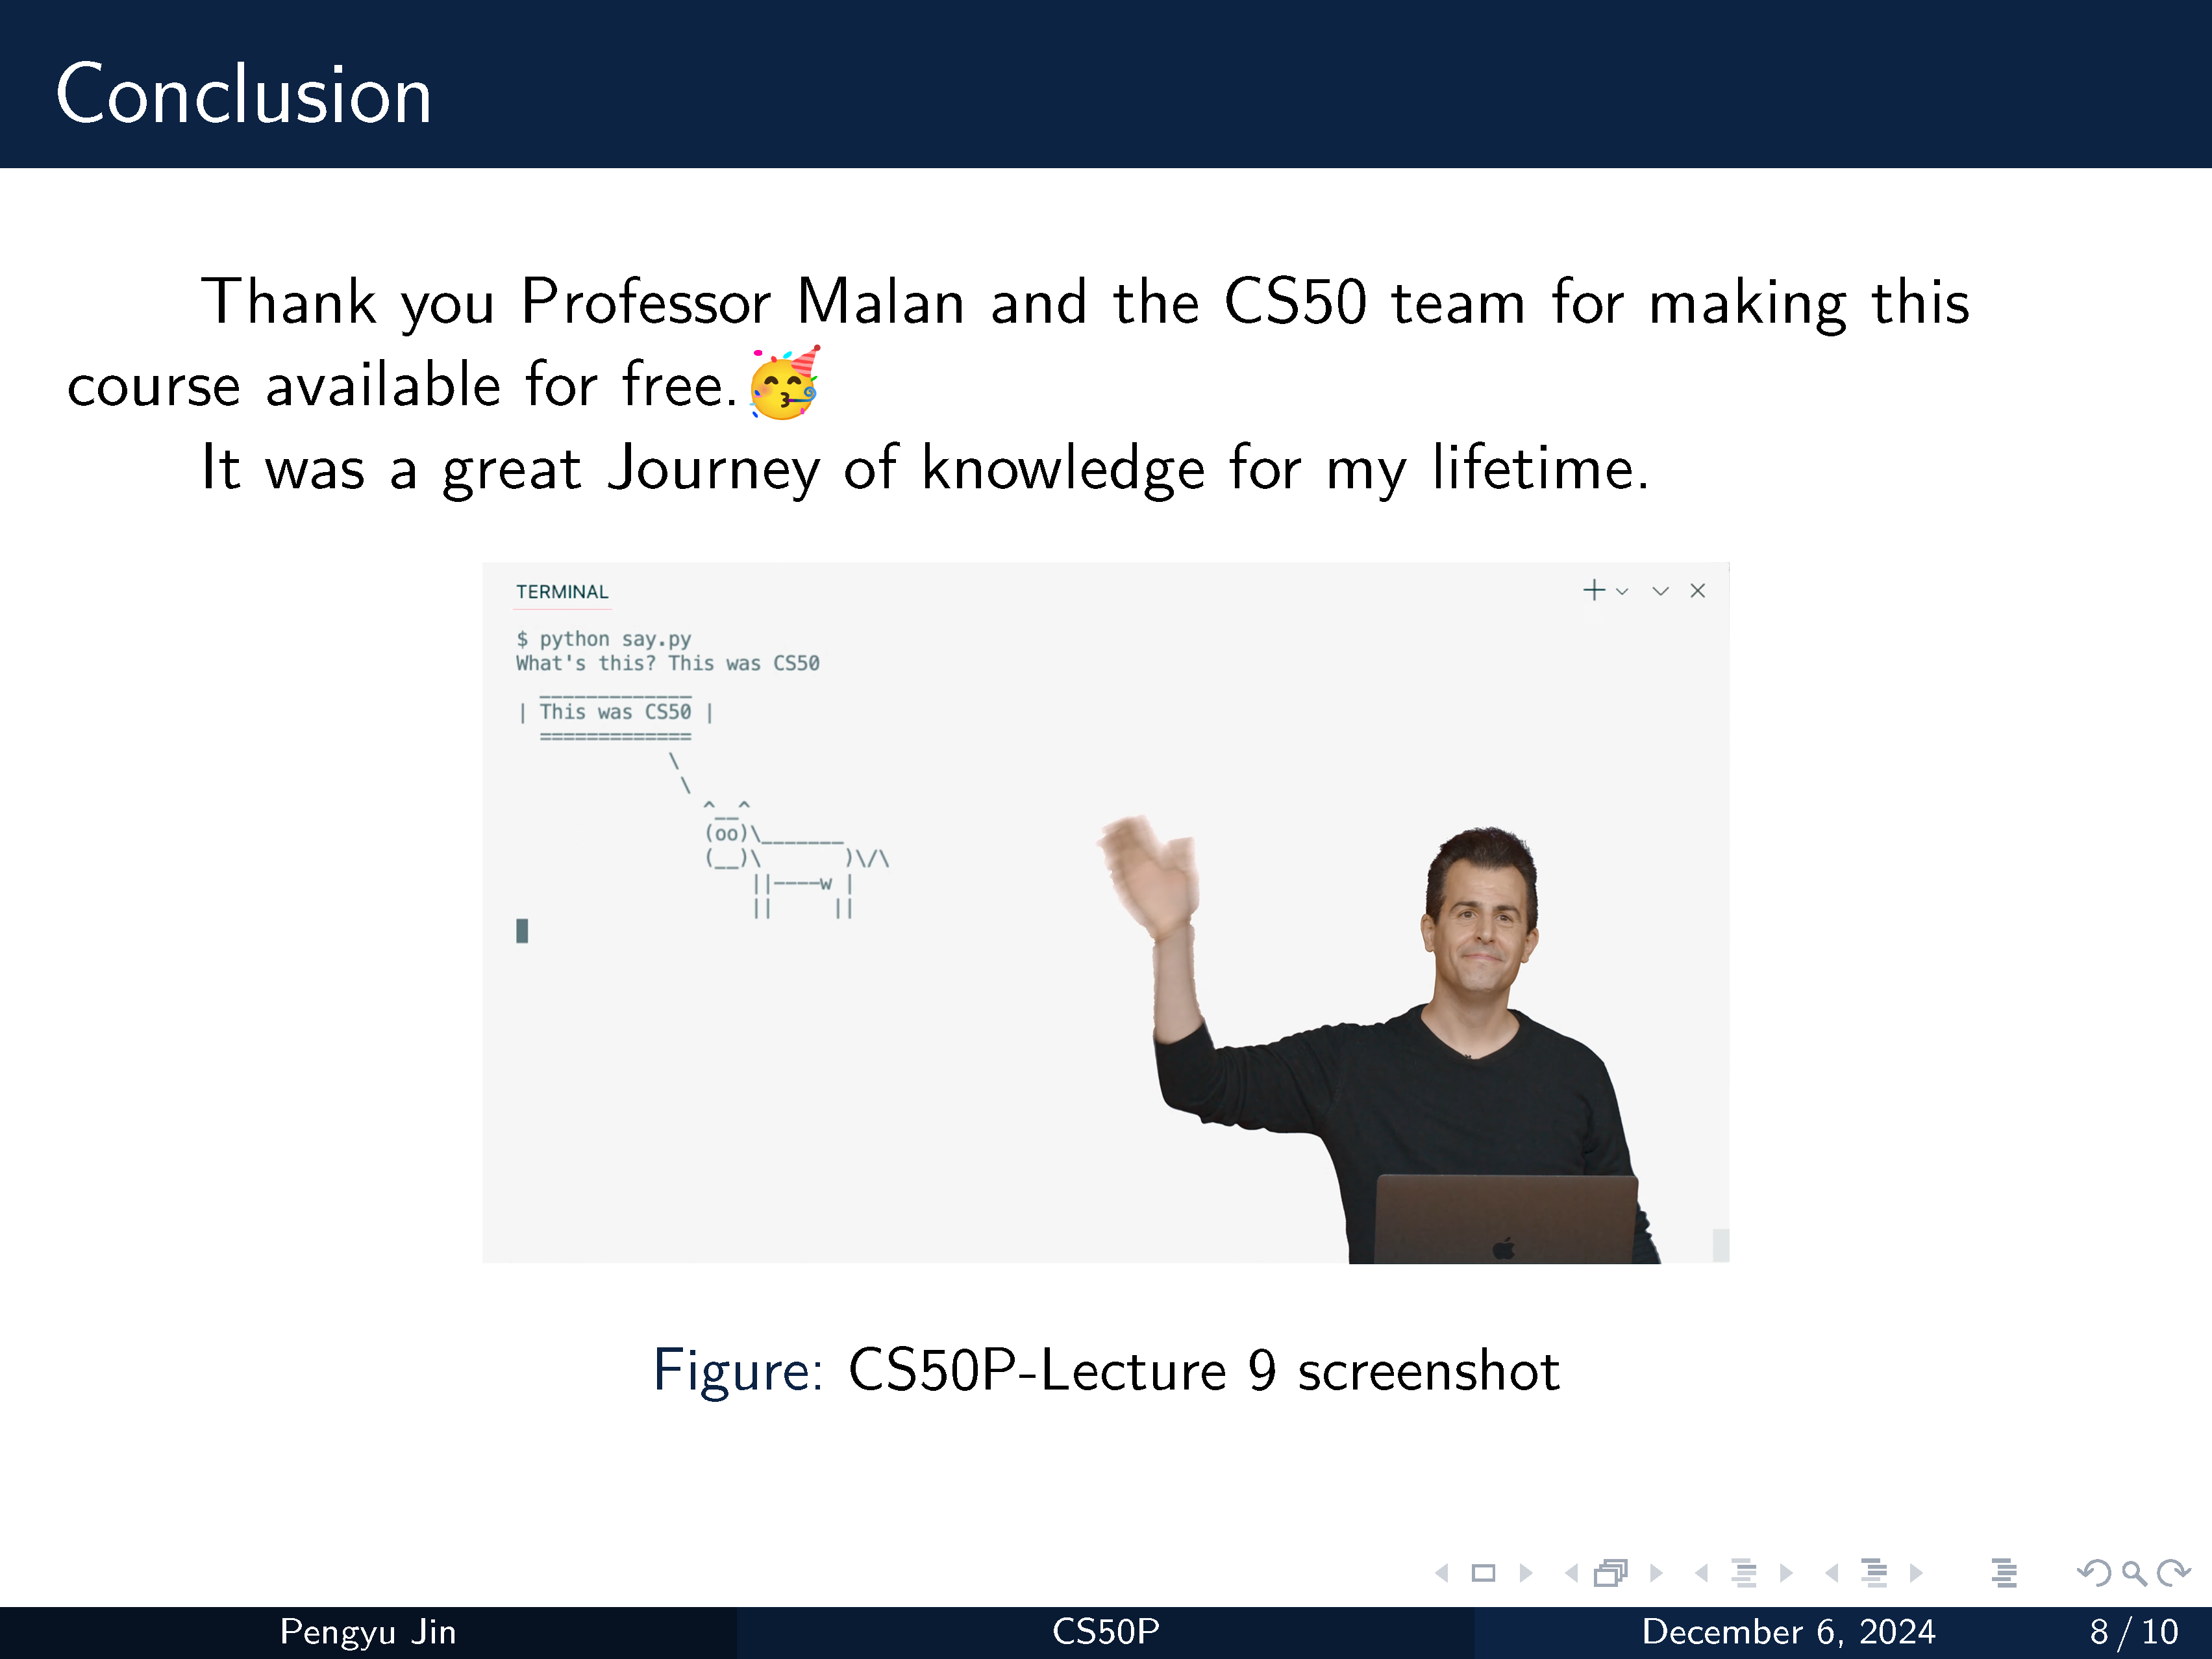 Conclusion
Thank you Professor Malan and the CS50 team for making this
course available for free.🥳
It was a great Journey of knowledge for my lifetime.
TERMINAL
$ python say.py
What's this? This was CS50
  _____________
| This was CS50 |
  =============
             \
              \
                ^__^
                (oo)\_______
                (__)\       )\/\
                    ||----w |
                    ||     ||
Figure: CS50P-Lecture 9 screenshot
Pengyu Jin CS50P December 6, 2024 8 / 10